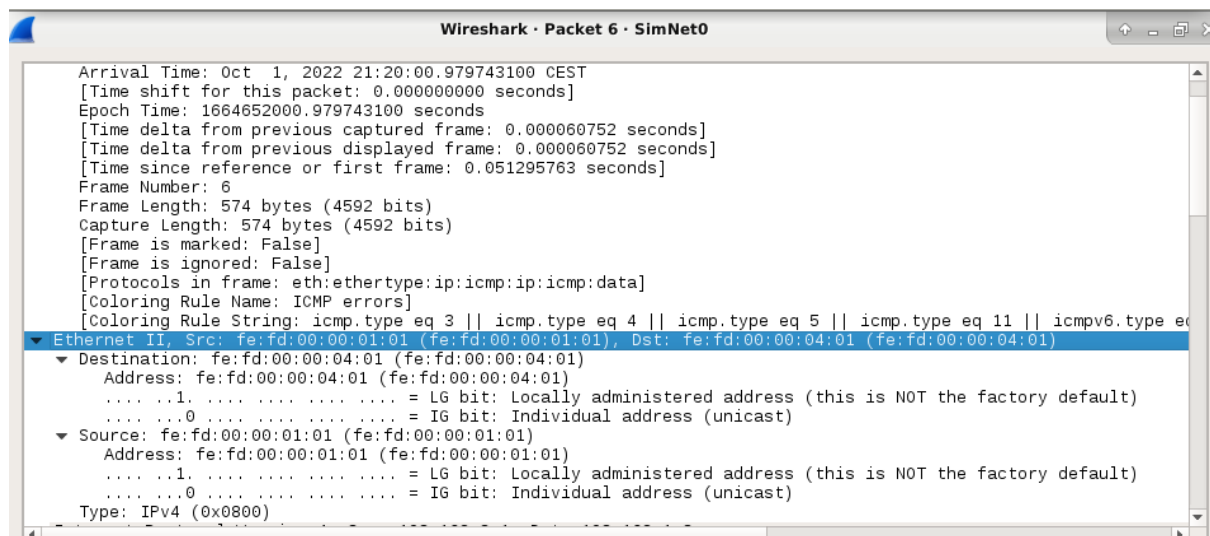 Wireshark · Packet 6 · SimNet0
Arrival Time: Oct  1, 2022 21:20:00.979743100 CEST
[Time shift for this packet: 0.000000000 seconds]
Epoch Time: 1664652000.979743100 seconds
[Time delta from previous captured frame: 0.000060752 seconds]
[Time delta from previous displayed frame: 0.000060752 seconds]
[Time since reference or first frame: 0.051295763 seconds]
Frame Number: 6
Frame Length: 574 bytes (4592 bits)
Capture Length: 574 bytes (4592 bits)
[Frame is marked: False]
[Frame is ignored: False]
[Protocols in frame: eth:ethertype:ip:icmp:ip:icmp:data]
[Coloring Rule Name: ICMP errors]
[Coloring Rule String: icmp.type eq 3 || icmp.type eq 4 || icmp.type eq 5 || icmp.type eq 11 || icmpv6.type eq
Ethernet II, Src: fe:fd:00:00:01:01 (fe:fd:00:00:01:01), Dst: fe:fd:00:00:04:01 (fe:fd:00:00:04:01)
Destination: fe:fd:00:00:04:01 (fe:fd:00:00:04:01)
Address: fe:fd:00:00:04:01 (fe:fd:00:00:04:01)
.... ..1. .... .... .... .... = LG bit: Locally administered address (this is NOT the factory default)
.... ...0 .... .... .... .... = IG bit: Individual address (unicast)
Source: fe:fd:00:00:01:01 (fe:fd:00:00:01:01)
Address: fe:fd:00:00:01:01 (fe:fd:00:00:01:01)
.... ..1. .... .... .... .... = LG bit: Locally administered address (this is NOT the factory default)
.... ...0 .... .... .... .... = IG bit: Individual address (unicast)
Type: IPv4 (0x0800)